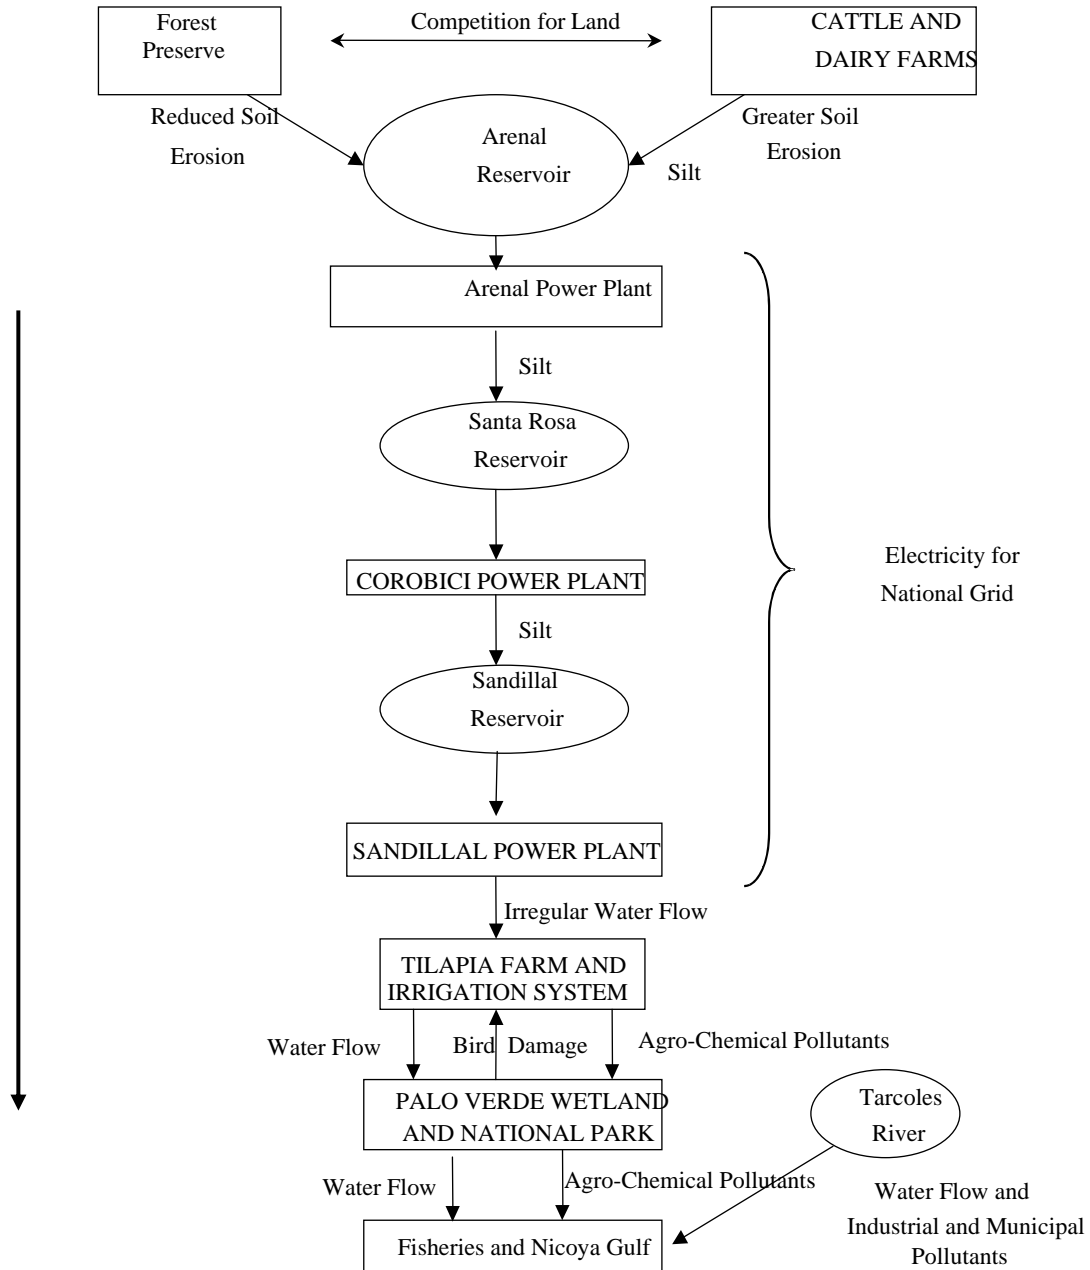 Forest
Preserve
Competition for Land
CATTLE AND
DAIRY FARMS
Reduced Soil
Erosion
Arenal
Reservoir
Greater Soil
Erosion
Silt
Arenal Power Plant
Silt
Santa Rosa
Reservoir
COROBICI POWER PLANT
Silt
Sandillal
Reservoir
Electricity for
National Grid
SANDILLAL POWER PLANT
Irregular Water Flow
TILAPIA FARM AND
IRRIGATION SYSTEM
Water Flow
Bird Damage
Agro-Chemical Pollutants
PALO VERDE WETLAND
AND NATIONAL PARK
Tarcoles
River
Water Flow
Agro-Chemical Pollutants
Water Flow and
Industrial and Municipal
Pollutants
Fisheries and Nicoya Gulf